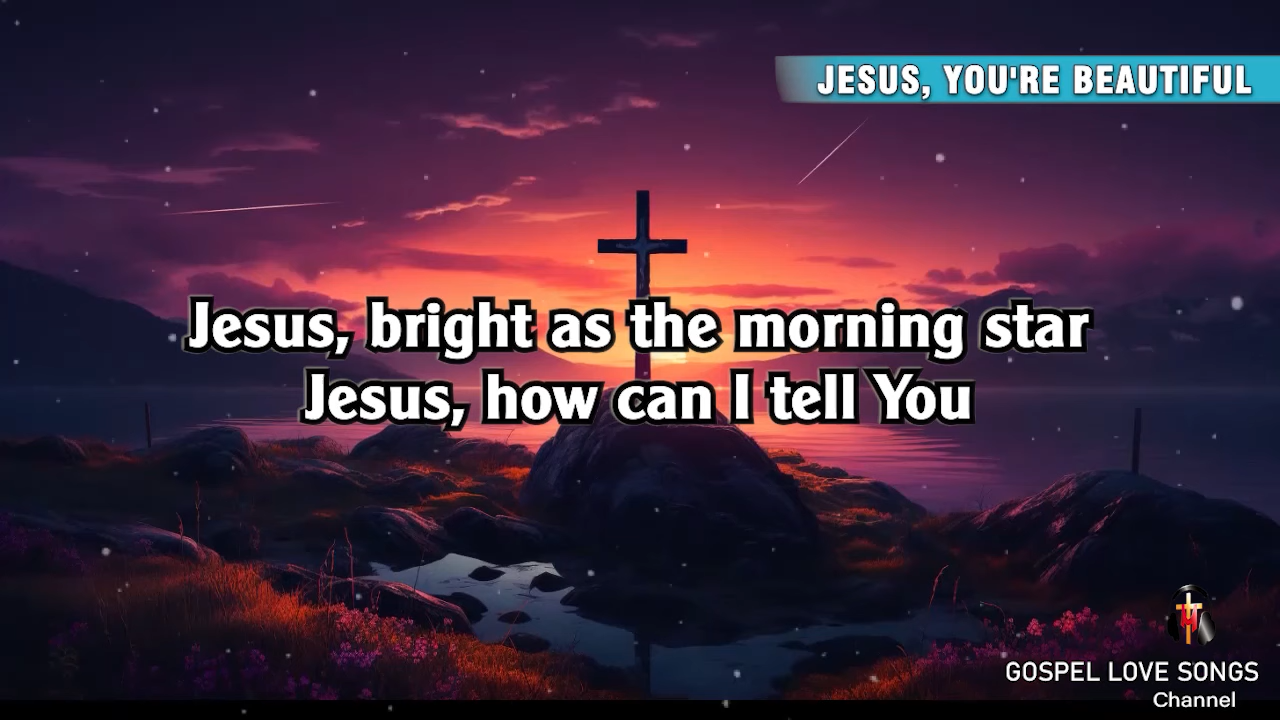 JESUS, YOU'RE BEAUTIFUL
Jesus, bright as the morning star
Jesus, how can I tell You
GOSPEL LOVE SONGS
Channel